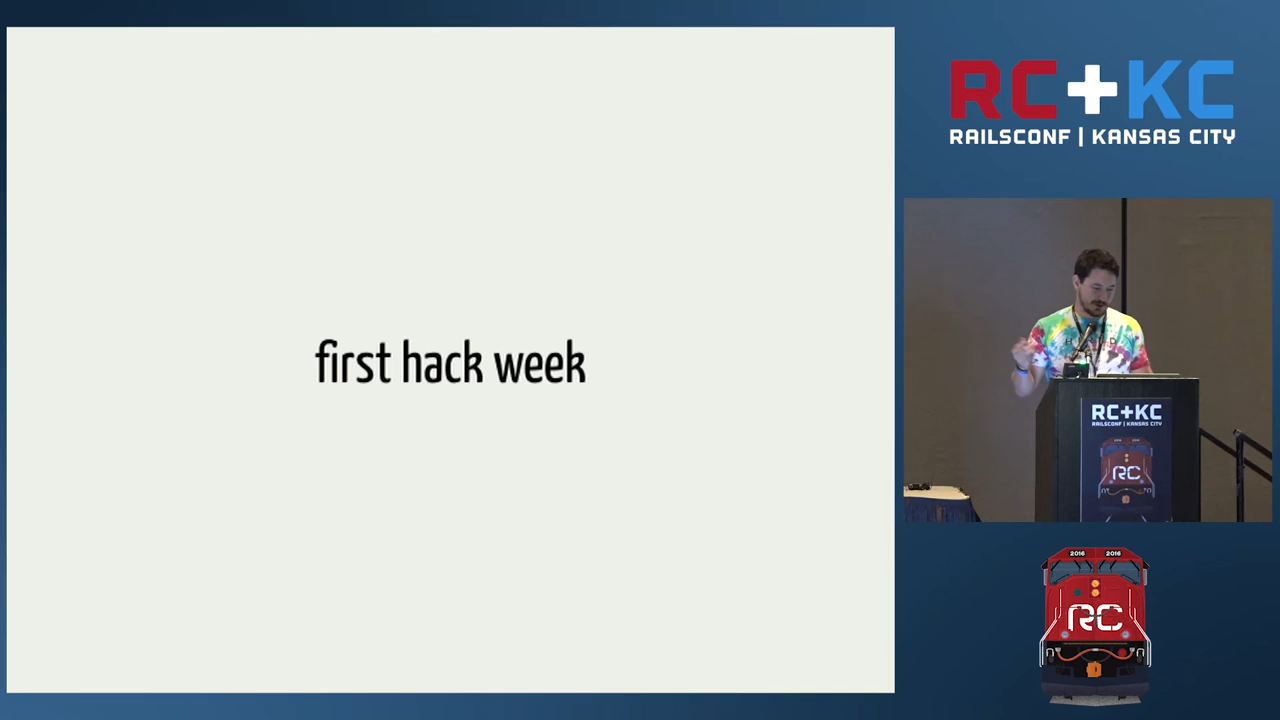 first hack week
RC+KC
RAILSCONF | KANSAS CITY
RC+KC
RAILSCONF | KANSAS CITY
RC
2016 2016
RC